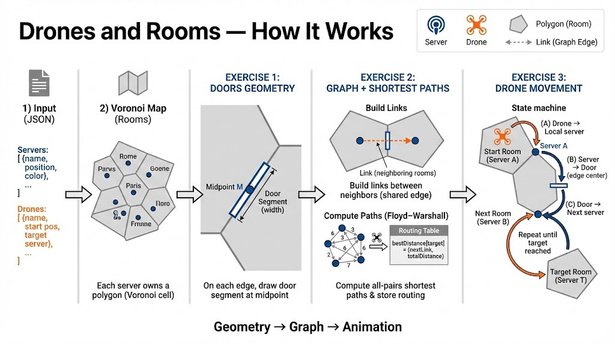 Drones and Rooms — How It Works
Server
Drone
Polygon (Room)
Link (Graph Edge)
1) Input
(JSON)
Servers:
[ {name,
position,
color},
...
]
Drones:
[ {name,
start pos,
target
server},
...
]
2) Voronoi Map
(Rooms)
Rome
Parvs
Goone
Paris
Floro
Frnnne
Each server owns a
polygon (Voronoi cell)
EXERCISE 1:
DOORS GEOMETRY
Midpoint M
Door
Segment
(width)
On each edge, draw door
segment at midpoint
EXERCISE 2:
GRAPH + SHORTEST PATHS
Build Links
Link (neighboring rooms)
Build links between
neighbors (shared edge)
Compute Paths (Floyd–Warshall)
Routing Table
bestDistance[target]
= (nextLink,
totalDistance)
Compute all-pairs shortest
paths & store routing
EXERCISE 3:
DRONE MOVEMENT
State machine
(A) Drone →
Local server
Start Room
(Server A)
Server A
(B) Server
→ Door
(edge center)
(C) Door →
Next server
Next Room
(Server B)
Repeat until
target
reached
Target Room
(Server T)
Geometry → Graph → Animation